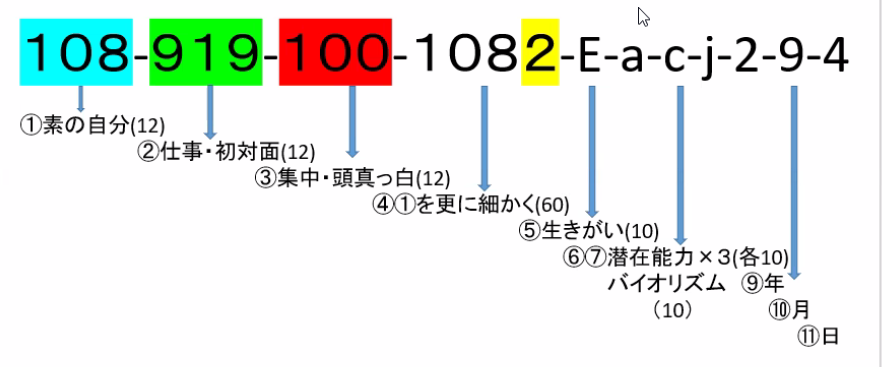 108-919-100-1082-E-a-c-j-2-9-4
①素の自分(12)
②仕事・初対面(12)
③集中・頭真っ白(12)
④①を更に細かく(60)
⑤生きがい(10)
⑥⑦潜在能力×3(各10)
バイオリズム ⑨年
(10) ⑩月
⑪日